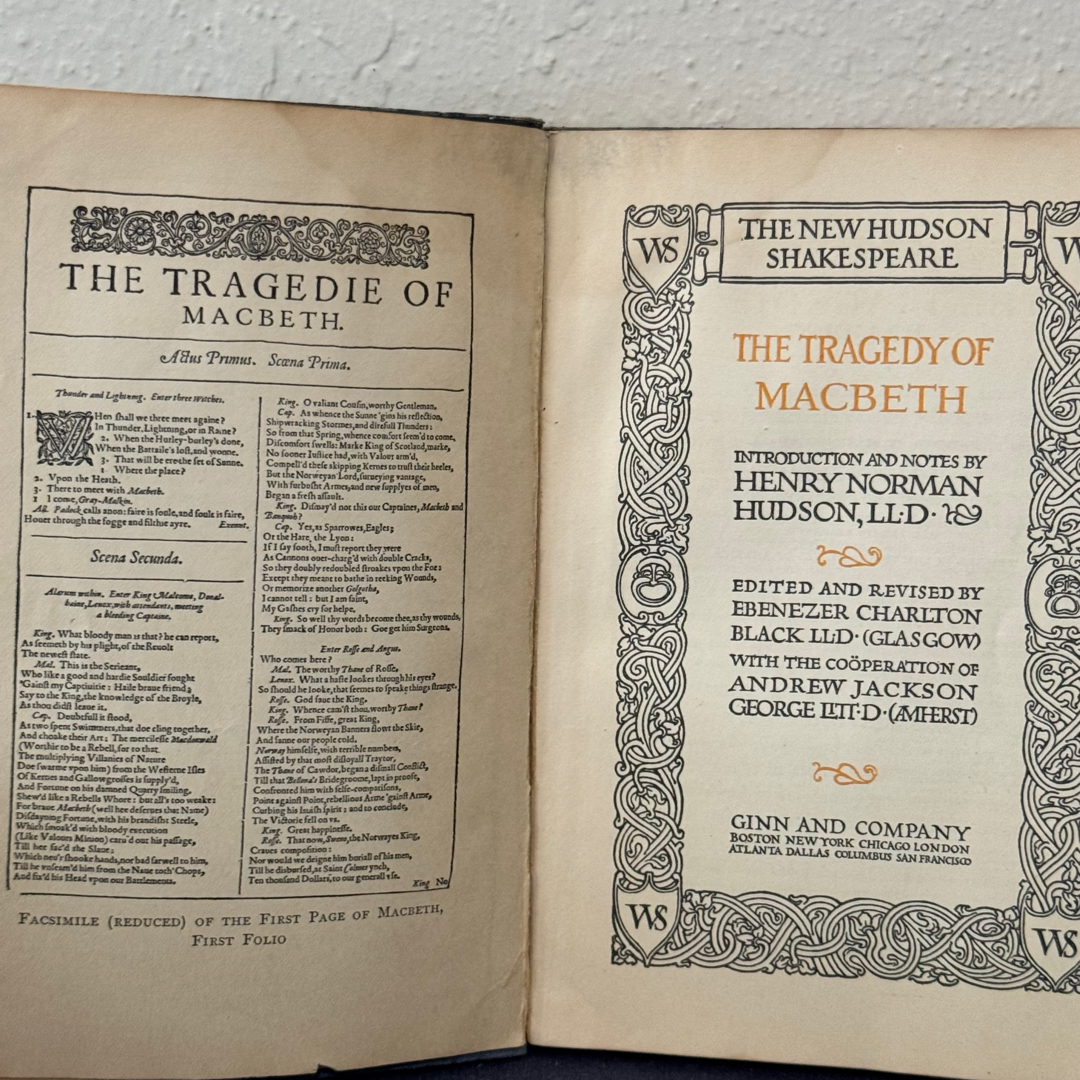 THE TRAGEDIE OF
MACBETH.
Actus Primus. Scœna Prima.
Thunder and Lightning. Enter three Witches.
1. WHen ſhall we three meet againe?
In Thunder, Lightning, or in Raine?
2. When the Hurley-burley's done,
When the Battaile's loſt, and wonne.
3. That will be ere the ſet of Sunne.
1 Where the place?
2. Vpon the Heath.
3. There to meet with Macbeth.
1 I come, Gray-Malkin.
All. Padock calls anon: faire is foule, and foule is faire,
Houer through the fogge and filthie ayre. Exeunt.
Scena Secunda.
Alarum within. Enter King Malcome, Donal-
baine, Lenox, with attendants, meeting
a bleeding Captaine.
King. What bloody man is that? he can report,
As ſeemeth by his plight, of the Reuolt
The neweſt ſtate.
Mal. This is the Serieant,
Who like a good and hardie Souldier fought
'Gainſt my Captiuitie: Haile braue friend;
Say to the King, the knowledge of the Broyle,
As thou didſt leaue it.
Cap. Doubtfull it ſtood,
As two ſpent Swimmers, that doe cling together,
And choake their Art: The mercileſſe Macdonwald
(Worthie to be a Rebell, for to that
The multiplying Villanies of Nature
Doe ſwarme vpon him) from the Weſterne Iſles
Of Kernes and Gallowgroſſes is ſupply'd,
And Fortune on his damned Quarry ſmiling,
Shew'd like a Rebells Whore: but all's too weake:
For braue Macbeth (well hee deſerues that Name)
Diſdayning Fortune, with his brandiſht Steele,
Which ſmoak'd with bloody execution
(Like Valours Minion) caru'd out his paſſage,
Till hee fac'd the Slaue:
Which neu'r ſhooke hands, nor bad farwell to him,
Till he vnſeam'd him from the Naue toth' Chops,
And fix'd his Head vpon our Battlements.
King. O valiant Couſin, worthy Gentleman.
Cap. As whence the Sunne 'gins his reflection,
Shipwracking Stormes, and direfull Thunders:
So from that Spring, whence comfort ſeem'd to come,
Diſcomfort ſwells: Marke King of Scotland, marke,
No ſooner Iuſtice had, with Valour arm'd,
Compell'd theſe skipping Kernes to truſt their heeles,
But the Norweyan Lord, ſurueying vantage,
With furbuſht Armes, and new ſupplyes of men,
Began a freſh aſſault.
King. Diſmay'd not this our Captaines, Macbeth and
Banquoh?
Cap. Yes, as Sparrowes, Eagles;
Or the Hare, the Lyon:
If I ſay ſooth, I muſt report they were
As Cannons ouer-charg'd with double Cracks,
So they doubly redoubled ſtroakes vpon the Foe:
Except they meant to bathe in reeking Wounds,
Or memorize another Golgotha,
I cannot tell: but I am faint,
My Gaſhes cry for helpe.
King. So well thy words become thee, as thy wounds,
They ſmack of Honor both: Goe get him Surgeons.
Enter Roſſe and Angus.
Who comes here?
Mal. The worthy Thane of Roſſe.
Lenox. What a haſte lookes through his eyes?
So ſhould he looke, that ſeemes to ſpeake things ſtrange.
Roſſe. God ſaue the King.
King. Whence cam'ſt thou, worthy Thane?
Roſſe. From Fiffe, great King,
Where the Norweyan Banners flowt the Skie,
And fanne our people cold.
Norway himſelfe, with terrible numbers,
Aſſiſted by that moſt diſloyall Traytor,
The Thane of Cawdor, began a diſmall Conflict,
Till that Bellona's Bridegroome, lapt in proofe,
Confronted him with ſelfe-compariſons,
Point againſt Point, rebellious Arme 'gainſt Arme,
Curbing his lauiſh ſpirit: and to conclude,
The Victorie fell on vs.
King. Great happineſſe.
Roſſe. That now, Sweno, the Norwayes King,
Craues compoſition:
Nor would we deigne him buriall of his men,
Till he disburſed, at Saint Colmes ynch,
Ten thouſand Dollars, to our generall vſe.
King No
FACSIMILE (REDUCED) OF THE FIRST PAGE OF MACBETH,
FIRST FOLIO
WS
THE NEW HUDSON
SHAKESPEARE
W
THE TRAGEDY OF
MACBETH
INTRODUCTION AND NOTES BY
HENRY NORMAN
HUDSON, LL·D·
EDITED AND REVISED BY
EBENEZER CHARLTON
BLACK LL·D· (GLASGOW)
WITH THE COÖPERATION OF
ANDREW JACKSON
GEORGE LITT·D·(AMHERST)
GINN AND COMPANY
BOSTON NEW YORK CHICAGO LONDON
ATLANTA DALLAS COLUMBUS SAN FRANCISCO
WS
WS